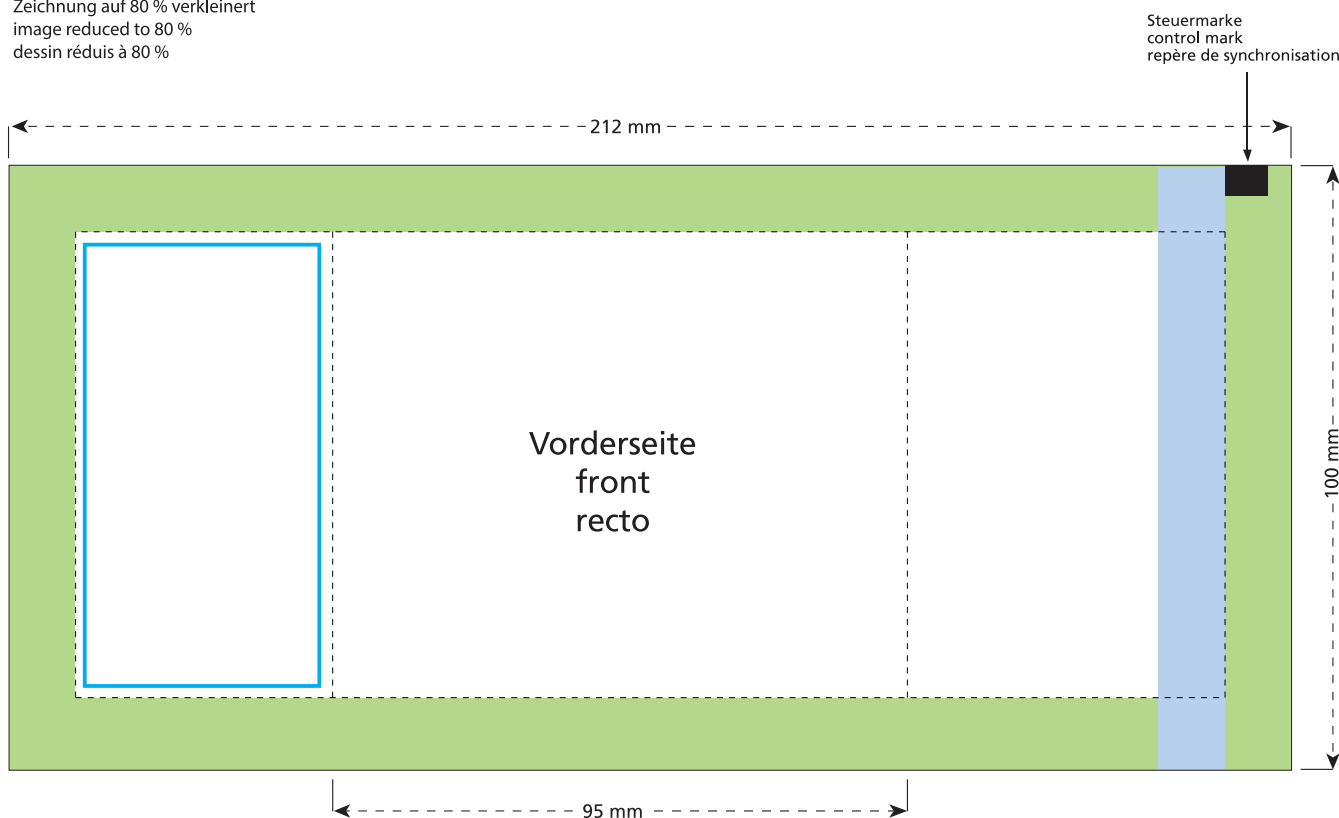 Zeichnung auf 80 % verkleinert
image reduced to 80 %
dessin réduis à 80 %
Steuermarke
control mark
repère de synchronisation
212 mm
Vorderseite
front
recto
100 mm
95 mm